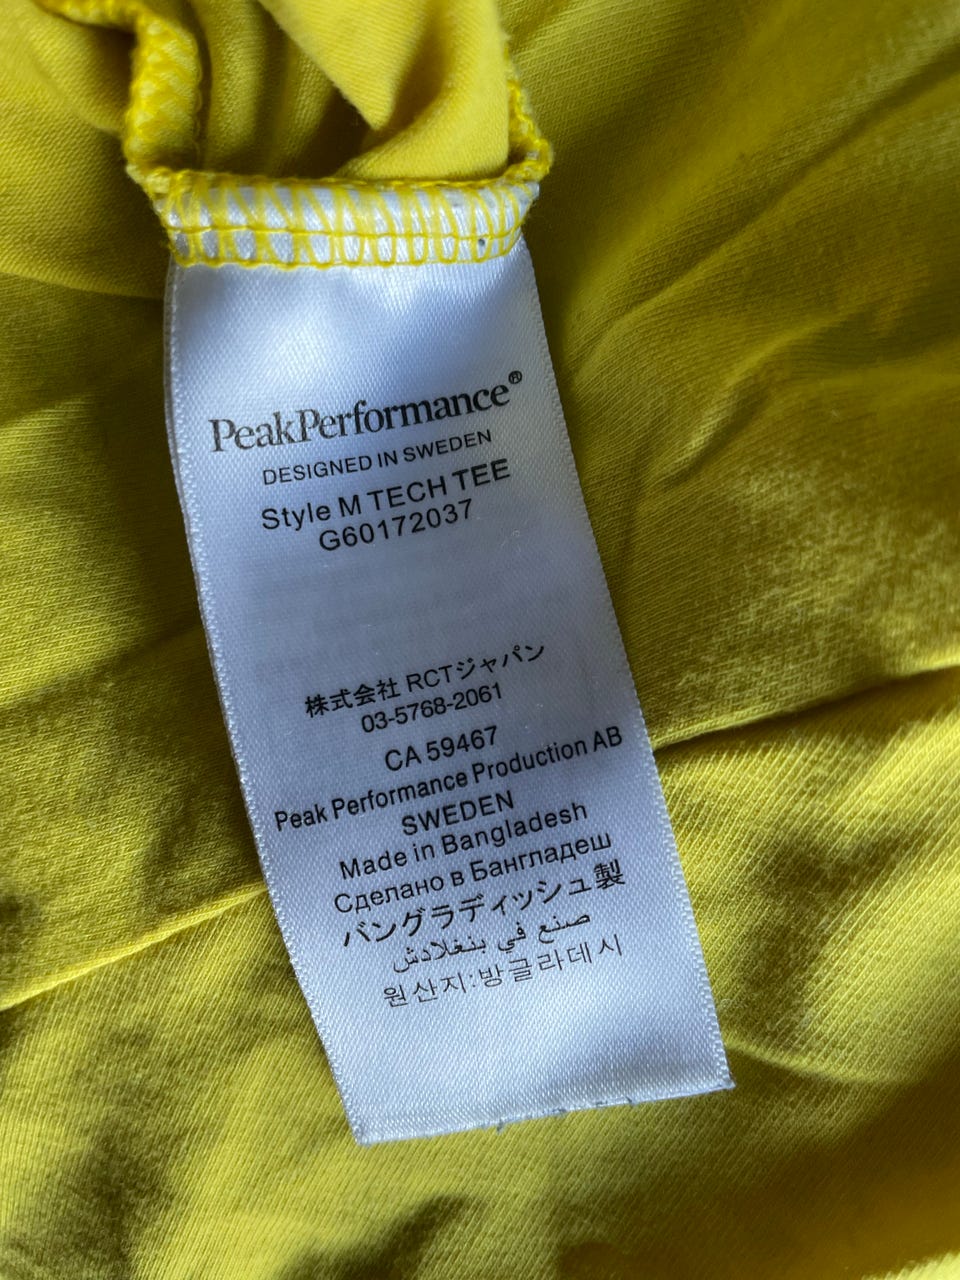 PeakPerformance®
DESIGNED IN SWEDEN
Style M TECH TEE
G60172037
株式会社 RCTジャパン
03-5768-2061
CA 59467
Peak Performance Production AB
SWEDEN
Made in Bangladesh
Сделано в Бангладеш
バングラディッシュ製
صنع في بنغلادش
원산지:방글라데시